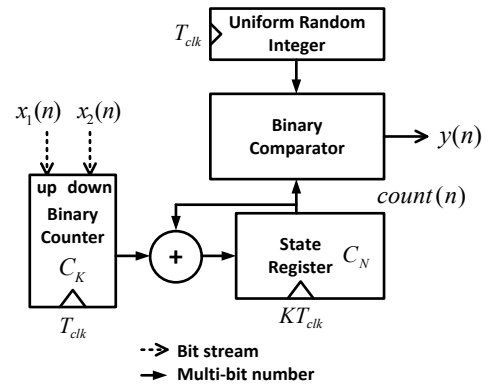 Uniform Random
Integer
T_clk
x_1(n) x_2(n)
Binary
Comparator
y(n)
up down
Binary
Counter
C_K
T_clk
+
count(n)
State
Register
C_N
KT_clk
Bit stream
Multi-bit number